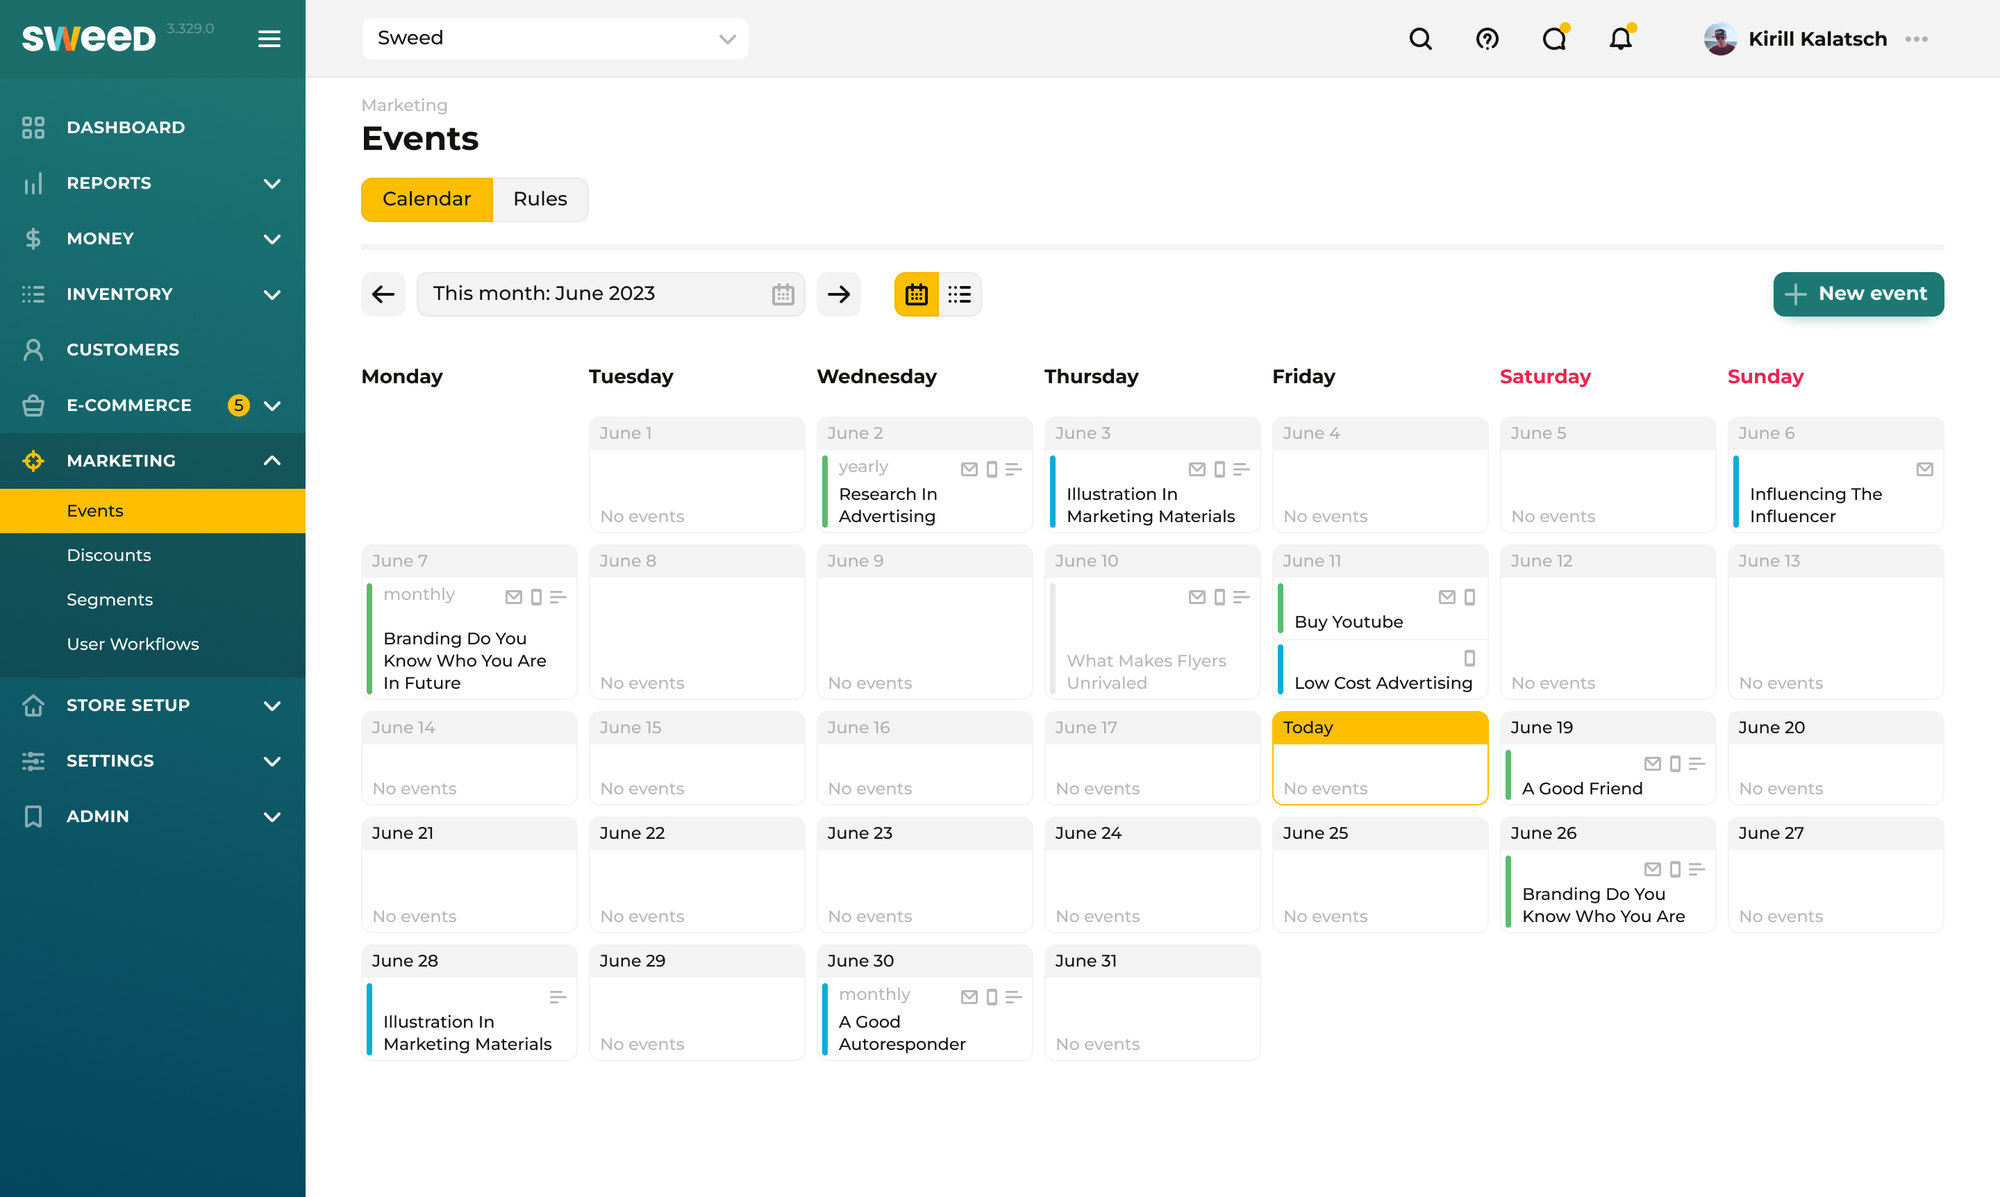 SWEED 3.329.0
Sweed
Kirill Kalatsch
DASHBOARD
REPORTS
MONEY
INVENTORY
CUSTOMERS
E-COMMERCE 5
MARKETING
Events
Discounts
Segments
User Workflows
STORE SETUP
SETTINGS
ADMIN
Marketing
Events
Calendar Rules
This month: June 2023
New event
Monday Tuesday Wednesday Thursday Friday Saturday Sunday
June 1
No events
June 2
yearly
Research In
Advertising
June 3
Illustration In
Marketing Materials
June 4
No events
June 5
No events
June 6
Influencing The
Influencer
June 7
monthly
Branding Do You
Know Who You Are
In Future
June 8
No events
June 9
No events
June 10
What Makes Flyers
Unrivaled
June 11
Buy Youtube
Low Cost Advertising
June 12
No events
June 13
No events
June 14
No events
June 15
No events
June 16
No events
June 17
No events
Today
No events
June 19
A Good Friend
June 20
No events
June 21
No events
June 22
No events
June 23
No events
June 24
No events
June 25
No events
June 26
Branding Do You
Know Who You Are
June 27
No events
June 28
Illustration In
Marketing Materials
June 29
No events
June 30
monthly
A Good
Autoresponder
June 31
No events